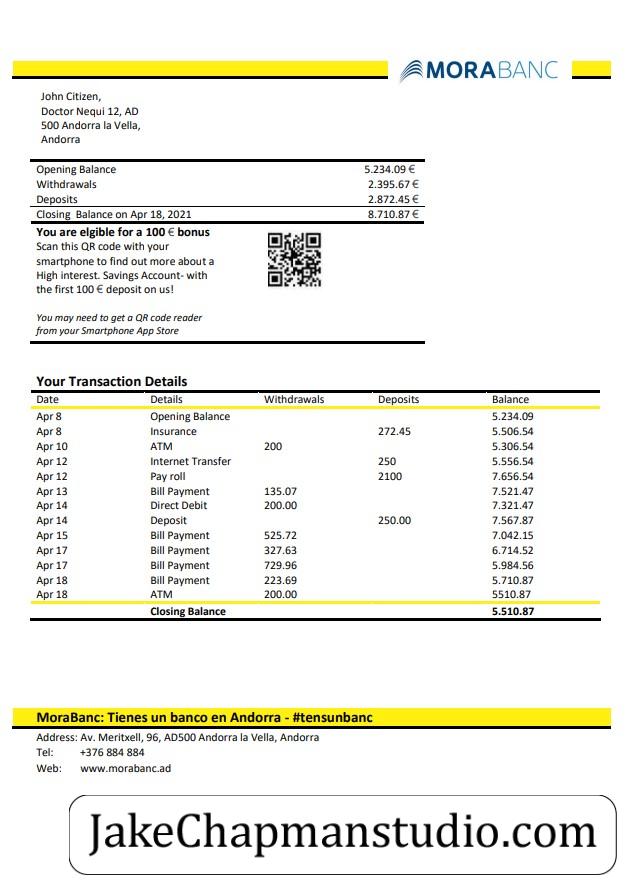 MORABANC
John Citizen,
Doctor Nequi 12, AD
500 Andorra la Vella,
Andorra
Opening Balance 5.234.09 €
Withdrawals 2.395.67 €
Deposits 2.872.45 €
Closing Balance on Apr 18, 2021 8.710.87 €
You are elgible for a 100 € bonus
Scan this QR code with your
smartphone to find out more about a
High interest. Savings Account- with
the first 100 € deposit on us!
You may need to get a QR code reader
from your Smartphone App Store
Your Transaction Details
Date Details Withdrawals Deposits Balance
Apr 8 Opening Balance 5.234.09
Apr 8 Insurance 272.45 5.506.54
Apr 10 ATM 200 5.306.54
Apr 12 Internet Transfer 250 5.556.54
Apr 12 Pay roll 2100 7.656.54
Apr 13 Bill Payment 135.07 7.521.47
Apr 14 Direct Debit 200.00 7.321.47
Apr 14 Deposit 250.00 7.567.87
Apr 15 Bill Payment 525.72 7.042.15
Apr 17 Bill Payment 327.63 6.714.52
Apr 17 Bill Payment 729.96 5.984.56
Apr 18 Bill Payment 223.69 5.710.87
Apr 18 ATM 200.00 5510.87
Closing Balance 5.510.87
MoraBanc: Tienes un banco en Andorra - #tensunbanc
Address: Av. Meritxell, 96, AD500 Andorra la Vella, Andorra
Tel: +376 884 884
Web: www.morabanc.ad
JakeChapmanstudio.com